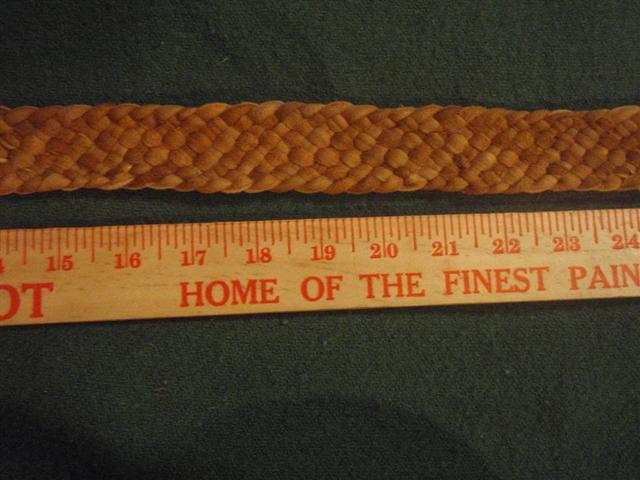 15 16 17 18 19 20 21 22 23 24
OT HOME OF THE FINEST PAIN